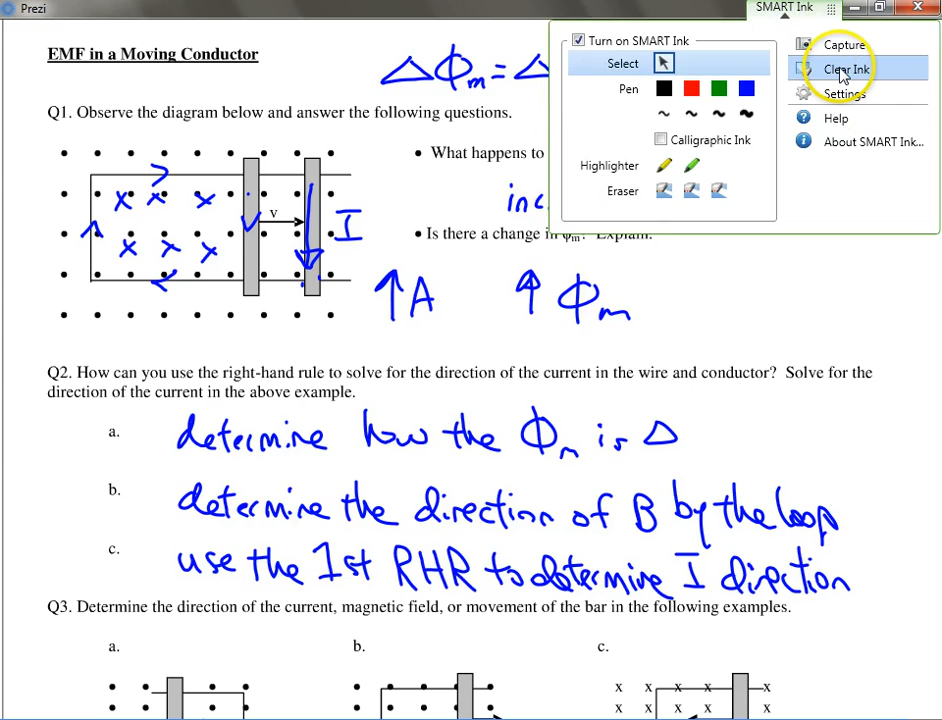 Prezi
SMART Ink
EMF in a Moving Conductor
Δϕm = Δ
Turn on SMART Ink
Select
Pen
Calligraphic Ink
Highlighter
Eraser
Capture
Clear Ink
Settings
Help
About SMART Ink...
Q1. Observe the diagram below and answer the following questions.
• What happens to
inc
• Is there a change in φm? Explain.
v
I
↑A ↑ϕm
Q2. How can you use the right-hand rule to solve for the direction of the current in the wire and conductor? Solve for the
direction of the current in the above example.
a. determine how the ϕm is Δ
b. determine the direction of B by the loop
c. use the 1st RHR to determine I direction
Q3. Determine the direction of the current, magnetic field, or movement of the bar in the following examples.
a. b. c.
x x x x x
x x x x